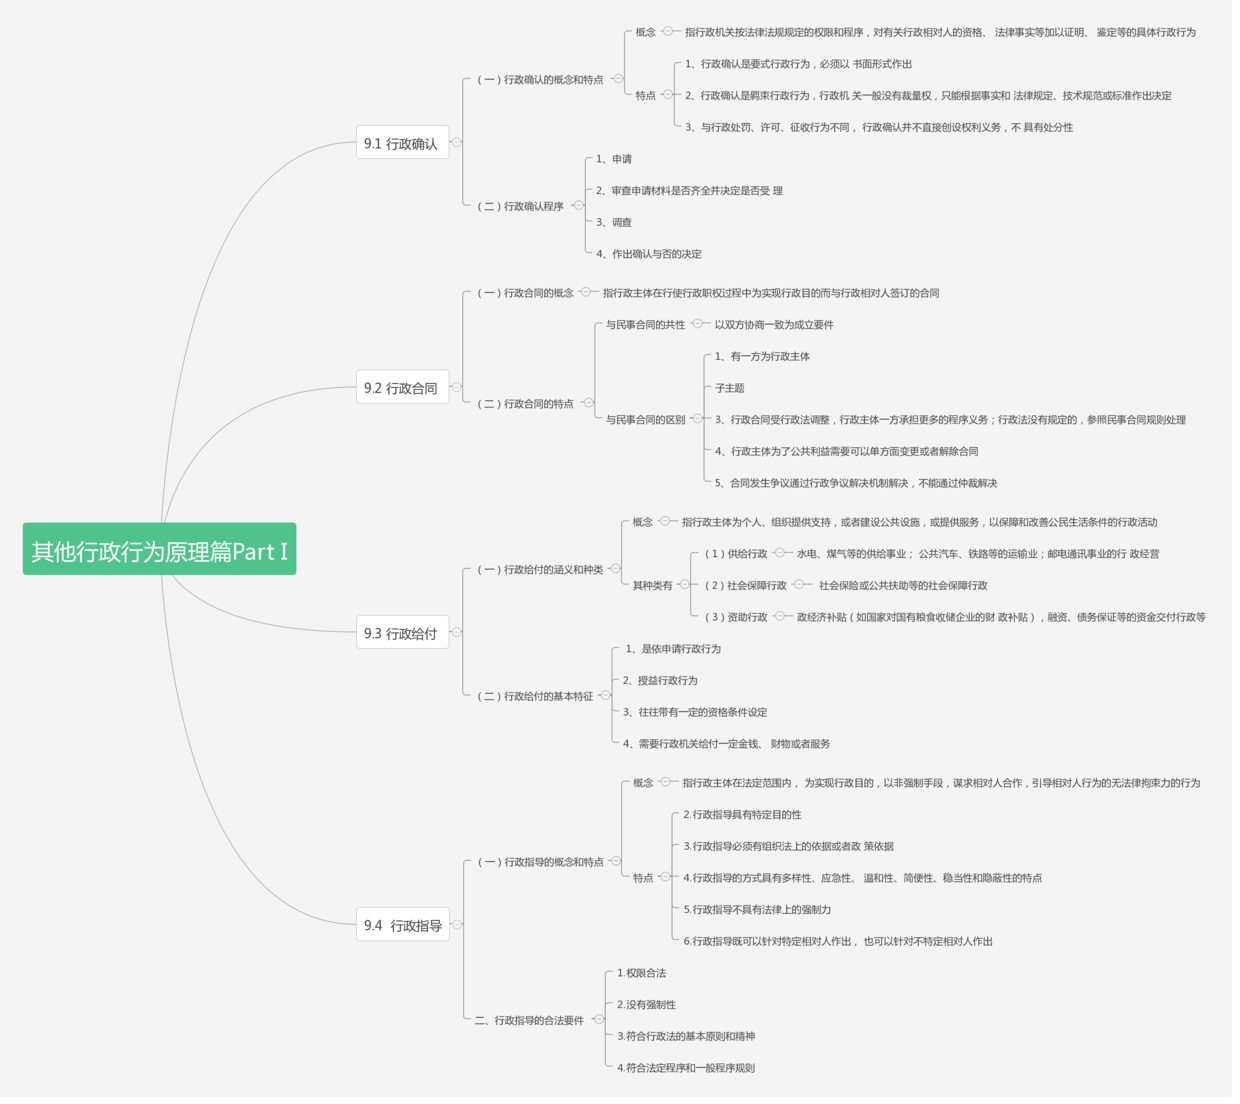 其他行政行为原理篇Part I
9.1 行政确认
（一）行政确认的概念和特点
概念
指行政机关按法律法规规定的权限和程序，对有关行政相对人的资格、 法律事实等加以证明、 鉴定等的具体行政行为
特点
1、行政确认是要式行政行为，必须以 书面形式作出
2、行政确认是羁束行政行为，行政机 关一般没有裁量权，只能根据事实和 法律规定、技术规范或标准作出决定
3、与行政处罚、许可、征收行为不同， 行政确认并不直接创设权利义务，不 具有处分性
（二）行政确认程序
1、申请
2、审查申请材料是否齐全并决定是否受 理
3、调查
4、作出确认与否的决定
9.2 行政合同
（一）行政合同的概念
指行政主体在行使行政职权过程中为实现行政目的而与行政相对人签订的合同
（二）行政合同的特点
与民事合同的共性
以双方协商一致为成立要件
与民事合同的区别
1、有一方为行政主体
子主题
3、行政合同受行政法调整，行政主体一方承担更多的程序义务；行政法没有规定的，参照民事合同规则处理
4、行政主体为了公共利益需要可以单方面变更或者解除合同
5、合同发生争议通过行政争议解决机制解决，不能通过仲裁解决
9.3 行政给付
（一）行政给付的涵义和种类
概念
指行政主体为个人、组织提供支持，或者建设公共设施，或提供服务，以保障和改善公民生活条件的行政活动
其种类有
（1）供给行政
水电、煤气等的供给事业； 公共汽车、铁路等的运输业；邮电通讯事业的行 政经营
（2）社会保障行政
社会保险或公共扶助等的社会保障行政
（3）资助行政
政经济补贴（如国家对国有粮食收储企业的财 政补贴），融资、债务保证等的资金交付行政等
（二）行政给付的基本特征
1、是依申请行政行为
2、授益行政行为
3、往往带有一定的资格条件设定
4、需要行政机关给付一定金钱、 财物或者服务
9.4 行政指导
（一）行政指导的概念和特点
概念
指行政主体在法定范围内， 为实现行政目的，以非强制手段，谋求相对人合作，引导相对人行为的无法律拘束力的行为
特点
2.行政指导具有特定目的性
3.行政指导必须有组织法上的依据或者政 策依据
4.行政指导的方式具有多样性、应急性、 温和性、简便性、稳当性和隐蔽性的特点
5.行政指导不具有法律上的强制力
6.行政指导既可以针对特定相对人作出， 也可以针对不特定相对人作出
二、行政指导的合法要件
1.权限合法
2.没有强制性
3.符合行政法的基本原则和精神
4.符合法定程序和一般程序规则